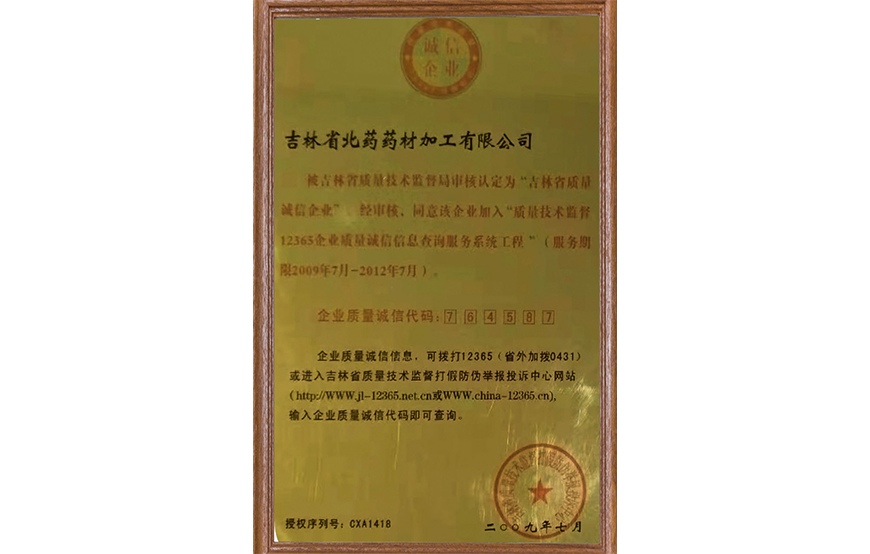 诚信
企业
吉林省北药药材加工有限公司
被吉林省质量技术监督局审核认定为“吉林省质量
诚信企业”。经审核，同意该企业加入“质量技术监督
12365企业质量诚信信息查询服务系统工程”（服务期
限2009年7月-2012年7月）。
企业质量诚信代码：764587
企业质量诚信信息，可拨打12365（省外加拨0431）
或进入吉林省质量技术监督打假防伪举报投诉中心网站
(http://WWW.jl-12365.net.cn或WWW.china-12365.cn),
输入企业质量诚信代码即可查询。
授权序列号：CXA1418
二〇〇九年七月